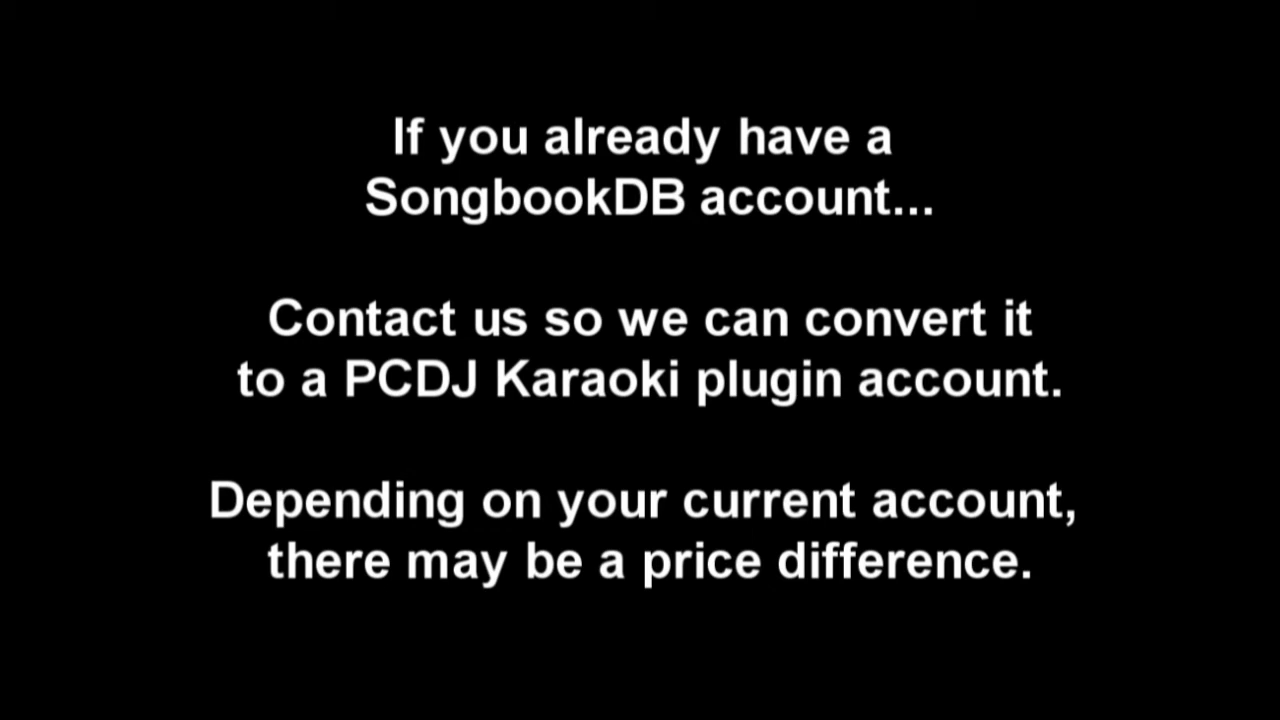 If you already have a
SongbookDB account...
Contact us so we can convert it
to a PCDJ Karaoki plugin account.
Depending on your current account,
there may be a price difference.